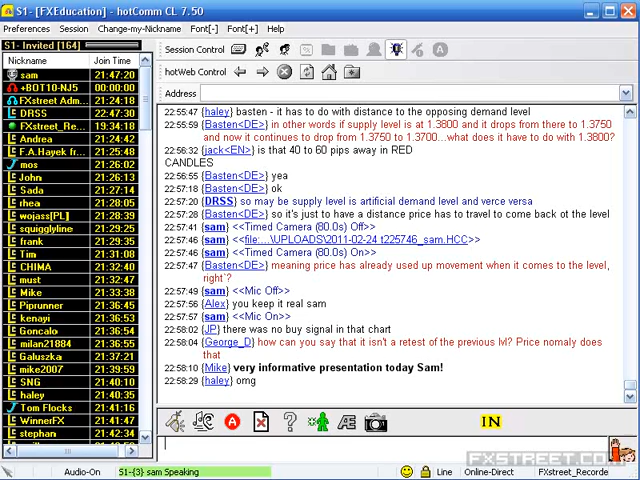 S1- [FXEducation] - hotComm CL 7.50
Preferences Session Change-my-Nickname Font[-] Font[+] Help
S1- Invited [164]
Nickname Join Time
sam 21:47:20
+BOT10-NJ5 00:00:00
FXstreet Adm... 21:24:18
DRSS 22:47:30
FXstreet_Rec... 19:34:18
Andrea 21:24:42
F.A.Hayek fr... 21:25:48
mos 21:26:02
John 21:26:13
Sada 21:27:14
rhea 21:28:05
wojass[PL] 21:28:39
squigglyline 21:29:25
frank 21:29:35
Tim 21:31:08
CHIMA 21:32:40
must 21:32:47
Mike 21:33:38
Piprunner 21:36:45
kenayi 21:36:53
Goncalo 21:36:54
milan21884 21:36:55
Galuszka 21:37:21
mike2007 21:39:59
SNG 21:40:10
haley 21:40:35
Tom Flocks 21:41:16
WinnerFX 21:41:47
stephan 21:42:34
Session Control
hotWeb Control
Address
22:55:47 {haley} basten - it has to do with distance to the opposing demand level
22:55:59 {Basten<DE>} in other words if supply level is at 1.3800 and it drops from there to 1.3750
and now it continues to drop from 1.3750 to 1.3700...what does it have to do with 1.3800?
22:56:32 {jack<EN>} is that 40 to 60 pips away in RED
CANDLES
22:56:55 {Basten<DE>} yea
22:57:18 {Basten<DE>} ok
22:57:20 {DRSS} so may be supply level is artificial demand level and verce versa
22:57:28 {Basten<DE>} so it's just to have a distance price has to travel to come back ot the level
22:57:41 {sam} <<Timed Camera (80.0s) Off>>
22:57:46 {sam} <<file:...\UPLOADS\2011-02-24 t225746_sam.HCC>>
22:57:46 {sam} <<Timed Camera (80.0s) On>>
22:57:47 {Basten<DE>} meaning price has already used up movement when it comes to the level,
right`?
22:57:49 {sam} <<Mic Off>>
22:57:56 {Alex} you keep it real sam
22:57:57 {sam} <<Mic On>>
22:58:02 {JP} there was no buy signal in that chart
22:58:04 {George_D} how can you say that it isn't a retest of the previous lvl? Price nomaly does
that
22:58:10 {Mike} very informative presentation today Sam!
22:58:29 {haley} omg
IN
FXSTREET.COM
Audio-On S1-{3} sam Speaking Line Online-Direct FXstreet_Recorde